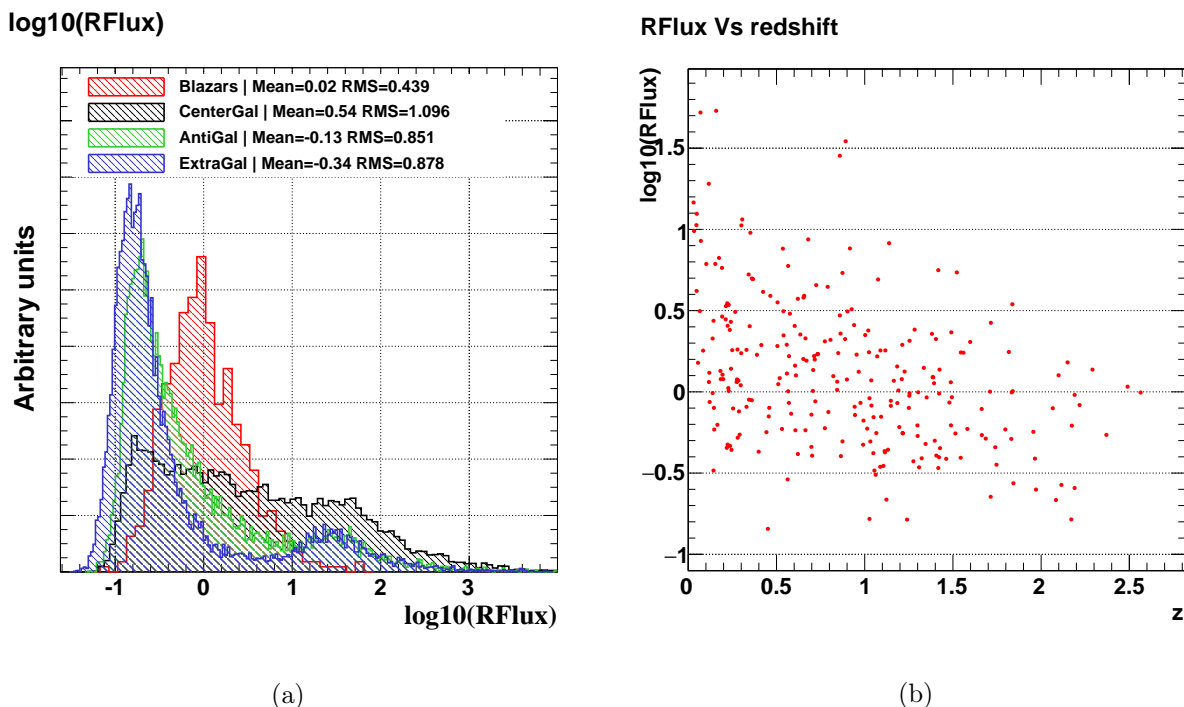 log10(RFlux)
Blazars | Mean=0.02 RMS=0.439
CenterGal | Mean=0.54 RMS=1.096
AntiGal | Mean=-0.13 RMS=0.851
ExtraGal | Mean=-0.34 RMS=0.878
Arbitrary units
-1 0 1 2 3
log10(RFlux)
(a)
RFlux Vs redshift
log10(RFlux)
1.5
1
0.5
0
−0.5
−1
0 0.5 1 1.5 2 2.5
z
(b)